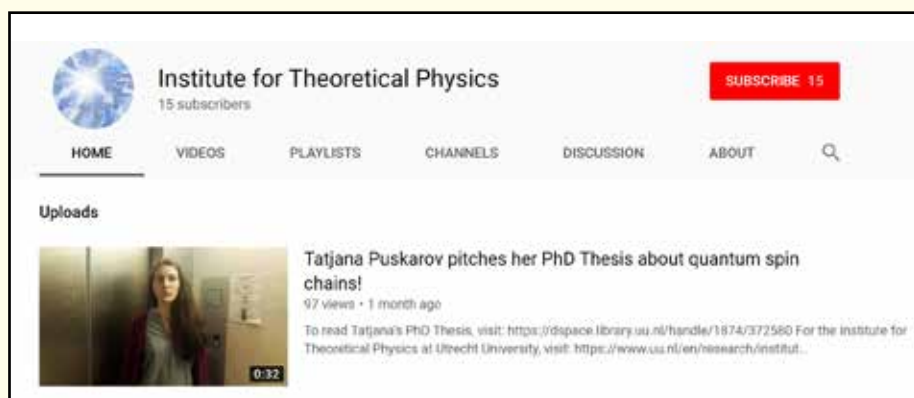 Institute for Theoretical Physics
15 subscribers
SUBSCRIBE 15
HOME VIDEOS PLAYLISTS CHANNELS DISCUSSION ABOUT
Uploads
Tatjana Puskarov pitches her PhD Thesis about quantum spin
chains!
97 views • 1 month ago
To read Tatjana's PhD Thesis, visit: https://dspace.library.uu.nl/handle/1874/372580 For the Institute for
Theoretical Physics at Utrecht University, visit: https://www.uu.nl/en/research/institut...
0:32